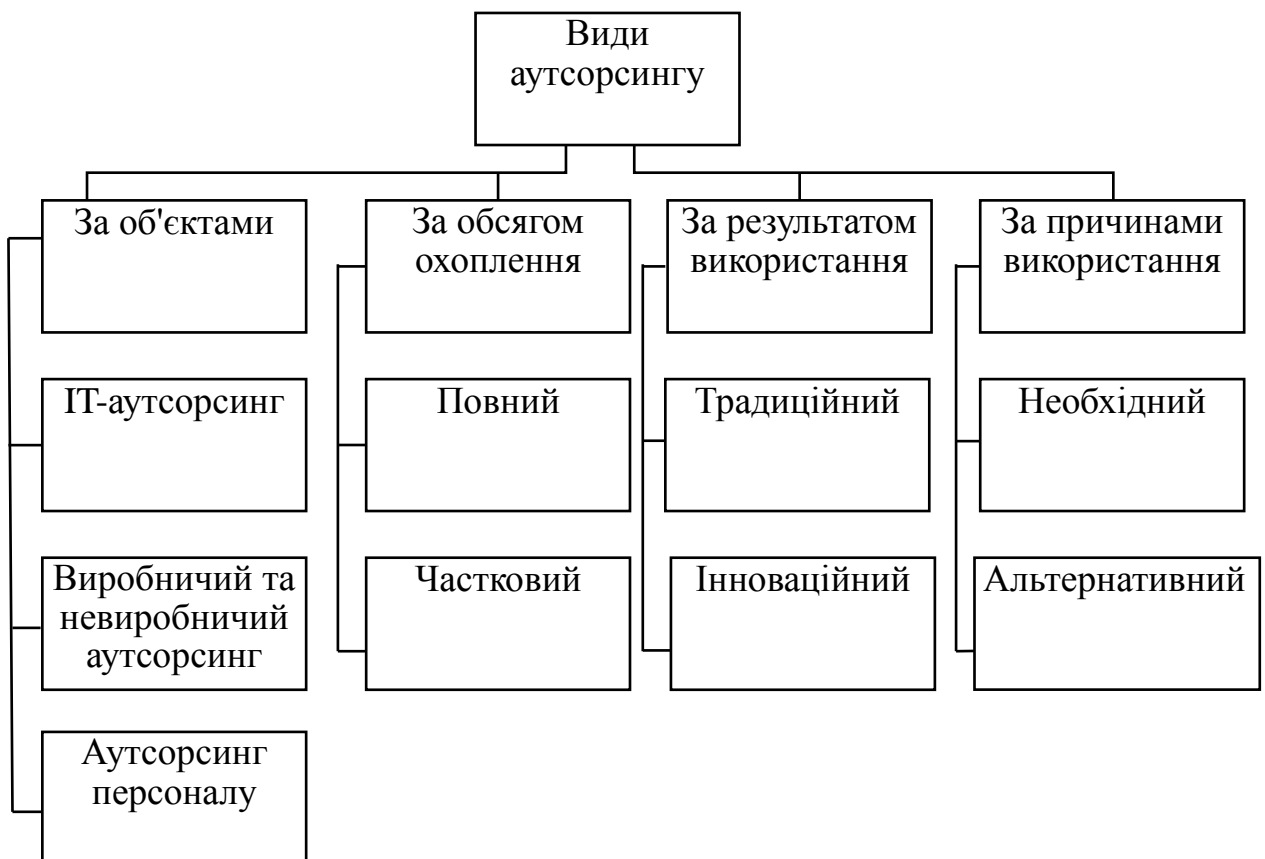 Види
аутсорсингу
За об'єктами
За обсягом
охоплення
За результатом
використання
За причинами
використання
ІТ-аутсорсинг
Повний
Традиційний
Необхідний
Виробничий та
невиробничий
аутсорсинг
Частковий
Інноваційний
Альтернативний
Аутсорсинг
персоналу